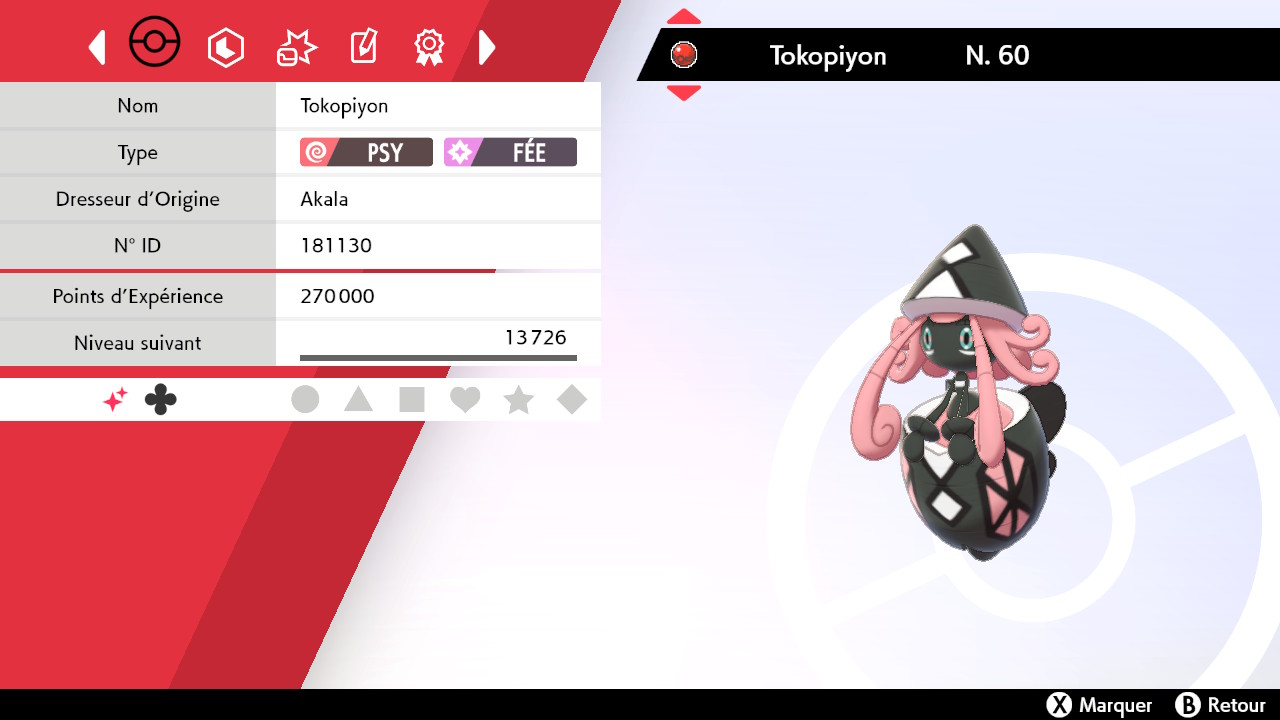 Tokopiyon N. 60
Nom Tokopiyon
Type PSY FÉE
Dresseur d'Origine Akala
N° ID 181130
Points d'Expérience 270 000
Niveau suivant 13 726
X Marquer B Retour